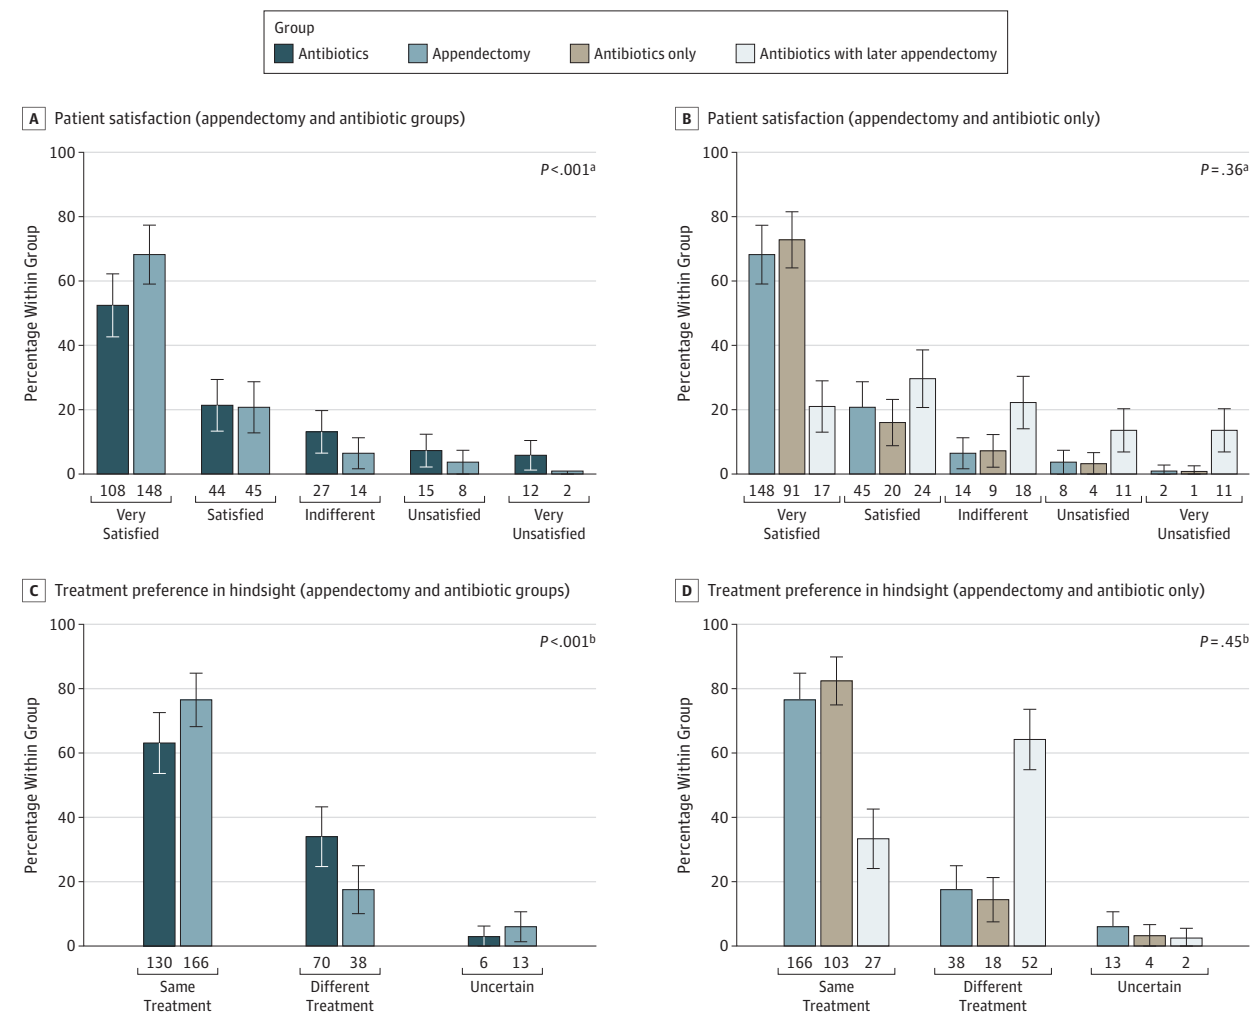 Group
Antibiotics Appendectomy Antibiotics only Antibiotics with later appendectomy
A Patient satisfaction (appendectomy and antibiotic groups)
Percentage Within Group
100
80
60
40
20
0
P<.001a
108 148 44 45 27 14 15 8 12 2
Very Satisfied Indifferent Unsatisfied Very
Satisfied Unsatisfied
B Patient satisfaction (appendectomy and antibiotic only)
Percentage Within Group
100
80
60
40
20
0
P=.36a
148 91 17 45 20 24 14 9 18 8 4 11 2 1 11
Very Satisfied Indifferent Unsatisfied Very
Satisfied Unsatisfied
C Treatment preference in hindsight (appendectomy and antibiotic groups)
Percentage Within Group
100
80
60
40
20
0
P<.001b
130 166 70 38 6 13
Same Different Uncertain
Treatment Treatment
D Treatment preference in hindsight (appendectomy and antibiotic only)
Percentage Within Group
100
80
60
40
20
0
P=.45b
166 103 27 38 18 52 13 4 2
Same Different Uncertain
Treatment Treatment